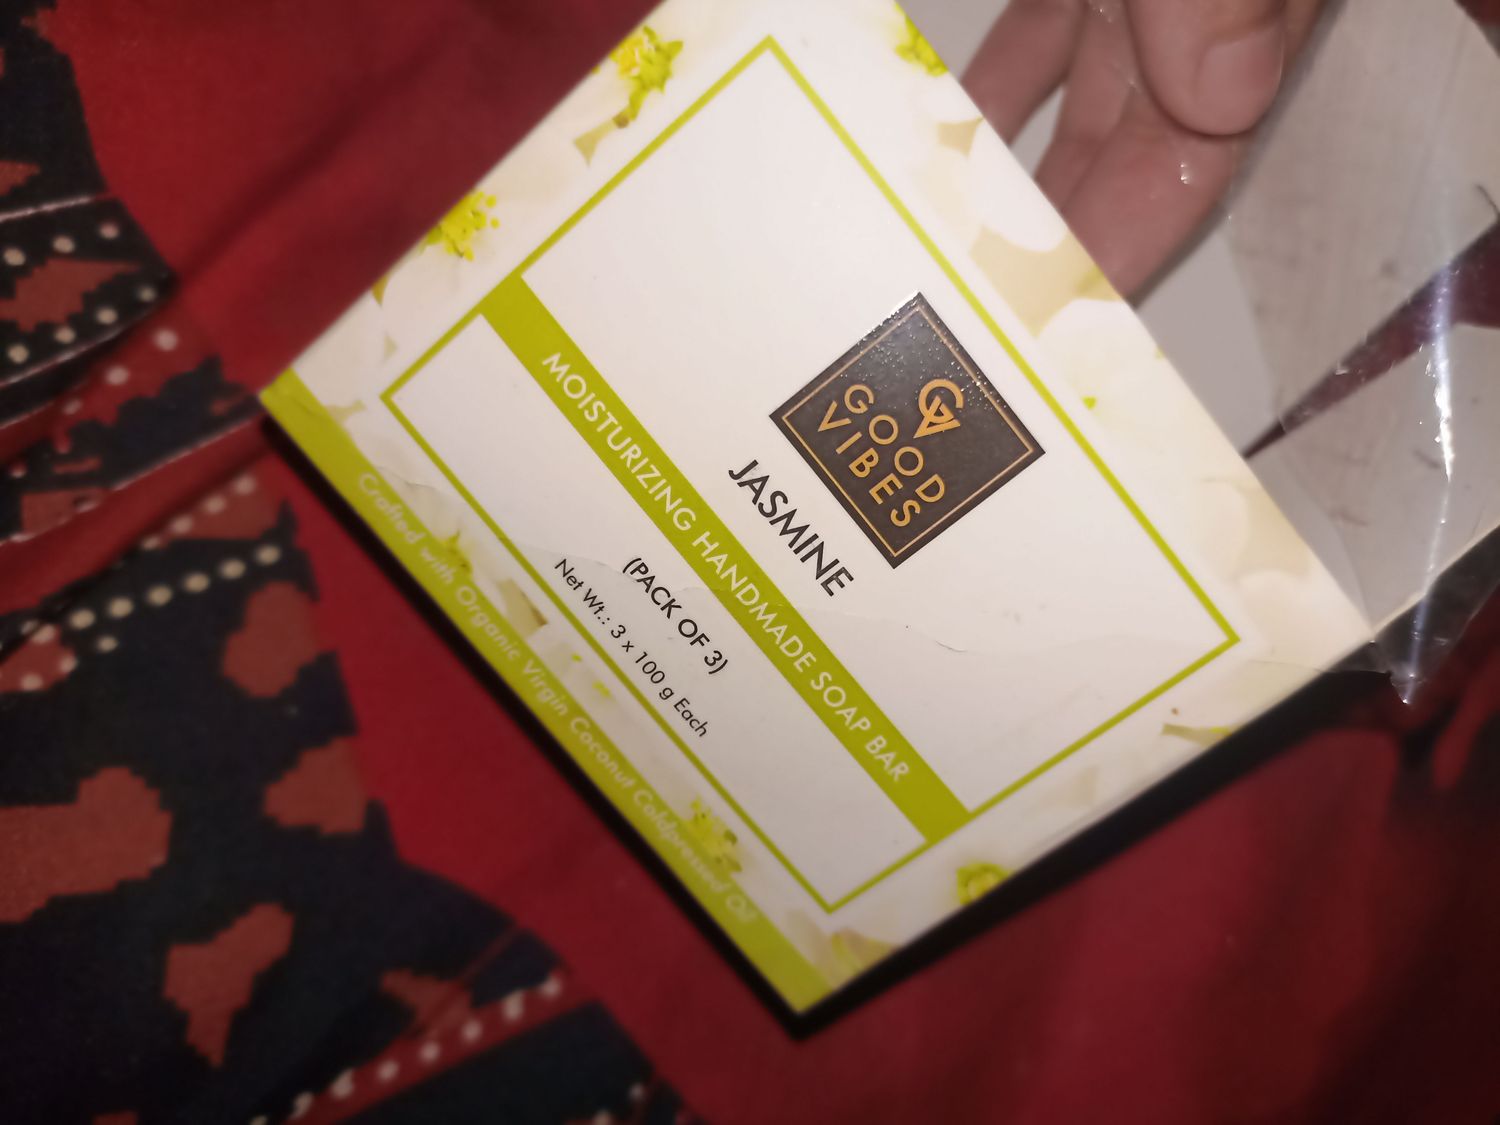 GV
GOOD
VIBES
JASMINE
MOISTURIZING HANDMADE SOAP BAR
(PACK OF 3)
Net Wt.: 3 x 100 g Each
Crafted with Organic Virgin Coconut Coldpressed Oil